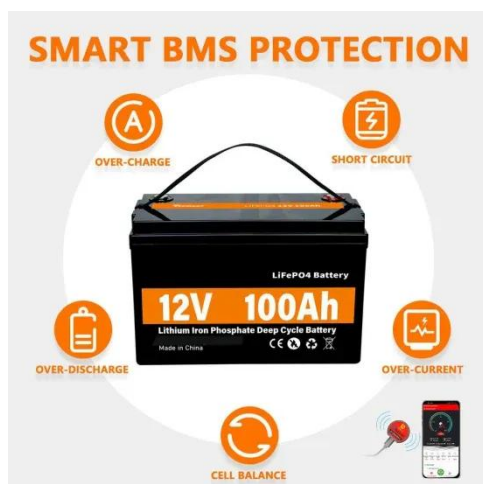 SMART BMS PROTECTION
OVER-CHARGE
SHORT CIRCUIT
LiFePO4 Battery
12V 100Ah
Lithium Iron Phosphate Deep Cycle Battery
Made in China
CE
OVER-DISCHARGE
OVER-CURRENT
CELL BALANCE